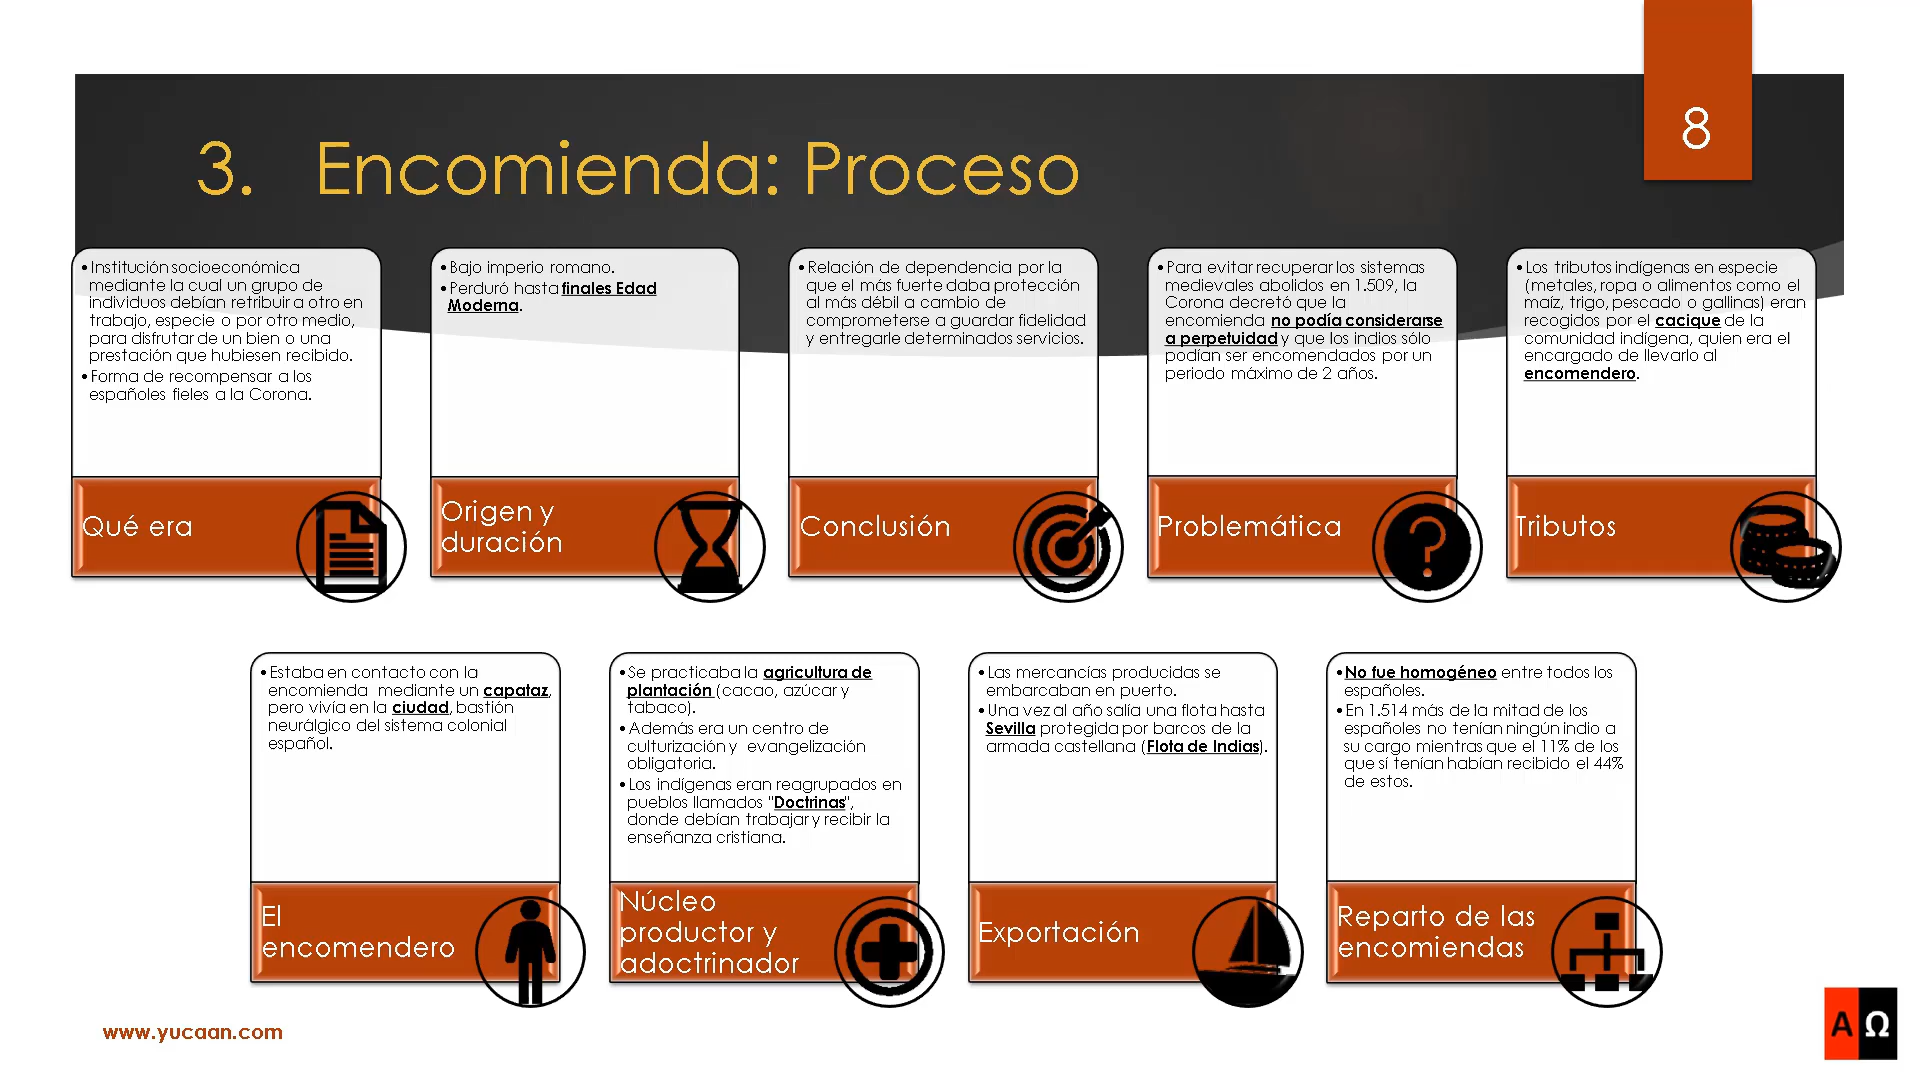 8
3. Encomienda: Proceso
•Institución socioeconómica
mediante la cual un grupo de
individuos debían retribuir a otro en
trabajo, especie o por otro medio,
para disfrutar de un bien o una
prestación que hubiesen recibido.
•Forma de recompensar a los
españoles fieles a la Corona.
Qué era
•Bajo imperio romano.
•Perduró hasta finales Edad
Moderna.
Origen y
duración
•Relación de dependencia por la
que el más fuerte daba protección
al más débil a cambio de
comprometerse a guardar fidelidad
y entregarle determinados servicios.
Conclusión
•Para evitar recuperar los sistemas
medievales abolidos en 1.509, la
Corona decretó que la
encomienda no podía considerarse
a perpetuidad y que los indios sólo
podían ser encomendados por un
periodo máximo de 2 años.
Problemática
•Los tributos indígenas en especie
(metales, ropa o alimentos como el
maíz, trigo, pescado o gallinas) eran
recogidos por el cacique de la
comunidad indígena, quien era el
encargado de llevarlo al
encomendero.
Tributos
•Estaba en contacto con la
encomienda mediante un capataz,
pero vivía en la ciudad, bastión
neurálgico del sistema colonial
español.
El
encomendero
•Se practicaba la agricultura de
plantación (cacao, azúcar y
tabaco).
•Además era un centro de
culturización y evangelización
obligatoria.
•Los indígenas eran reagrupados en
pueblos llamados "Doctrinas",
donde debían trabajar y recibir la
enseñanza cristiana.
Núcleo
productor y
adoctrinador
•Las mercancías producidas se
embarcaban en puerto.
•Una vez al año salía una flota hasta
Sevilla protegida por barcos de la
armada castellana (Flota de Indias).
Exportación
•No fue homogéneo entre todos los
españoles.
•En 1.514 más de la mitad de los
españoles no tenían ningún indio a
su cargo mientras que el 11% de los
que sí tenían habían recibido el 44%
de estos.
Reparto de las
encomiendas
www.yucaan.com
Α Ω